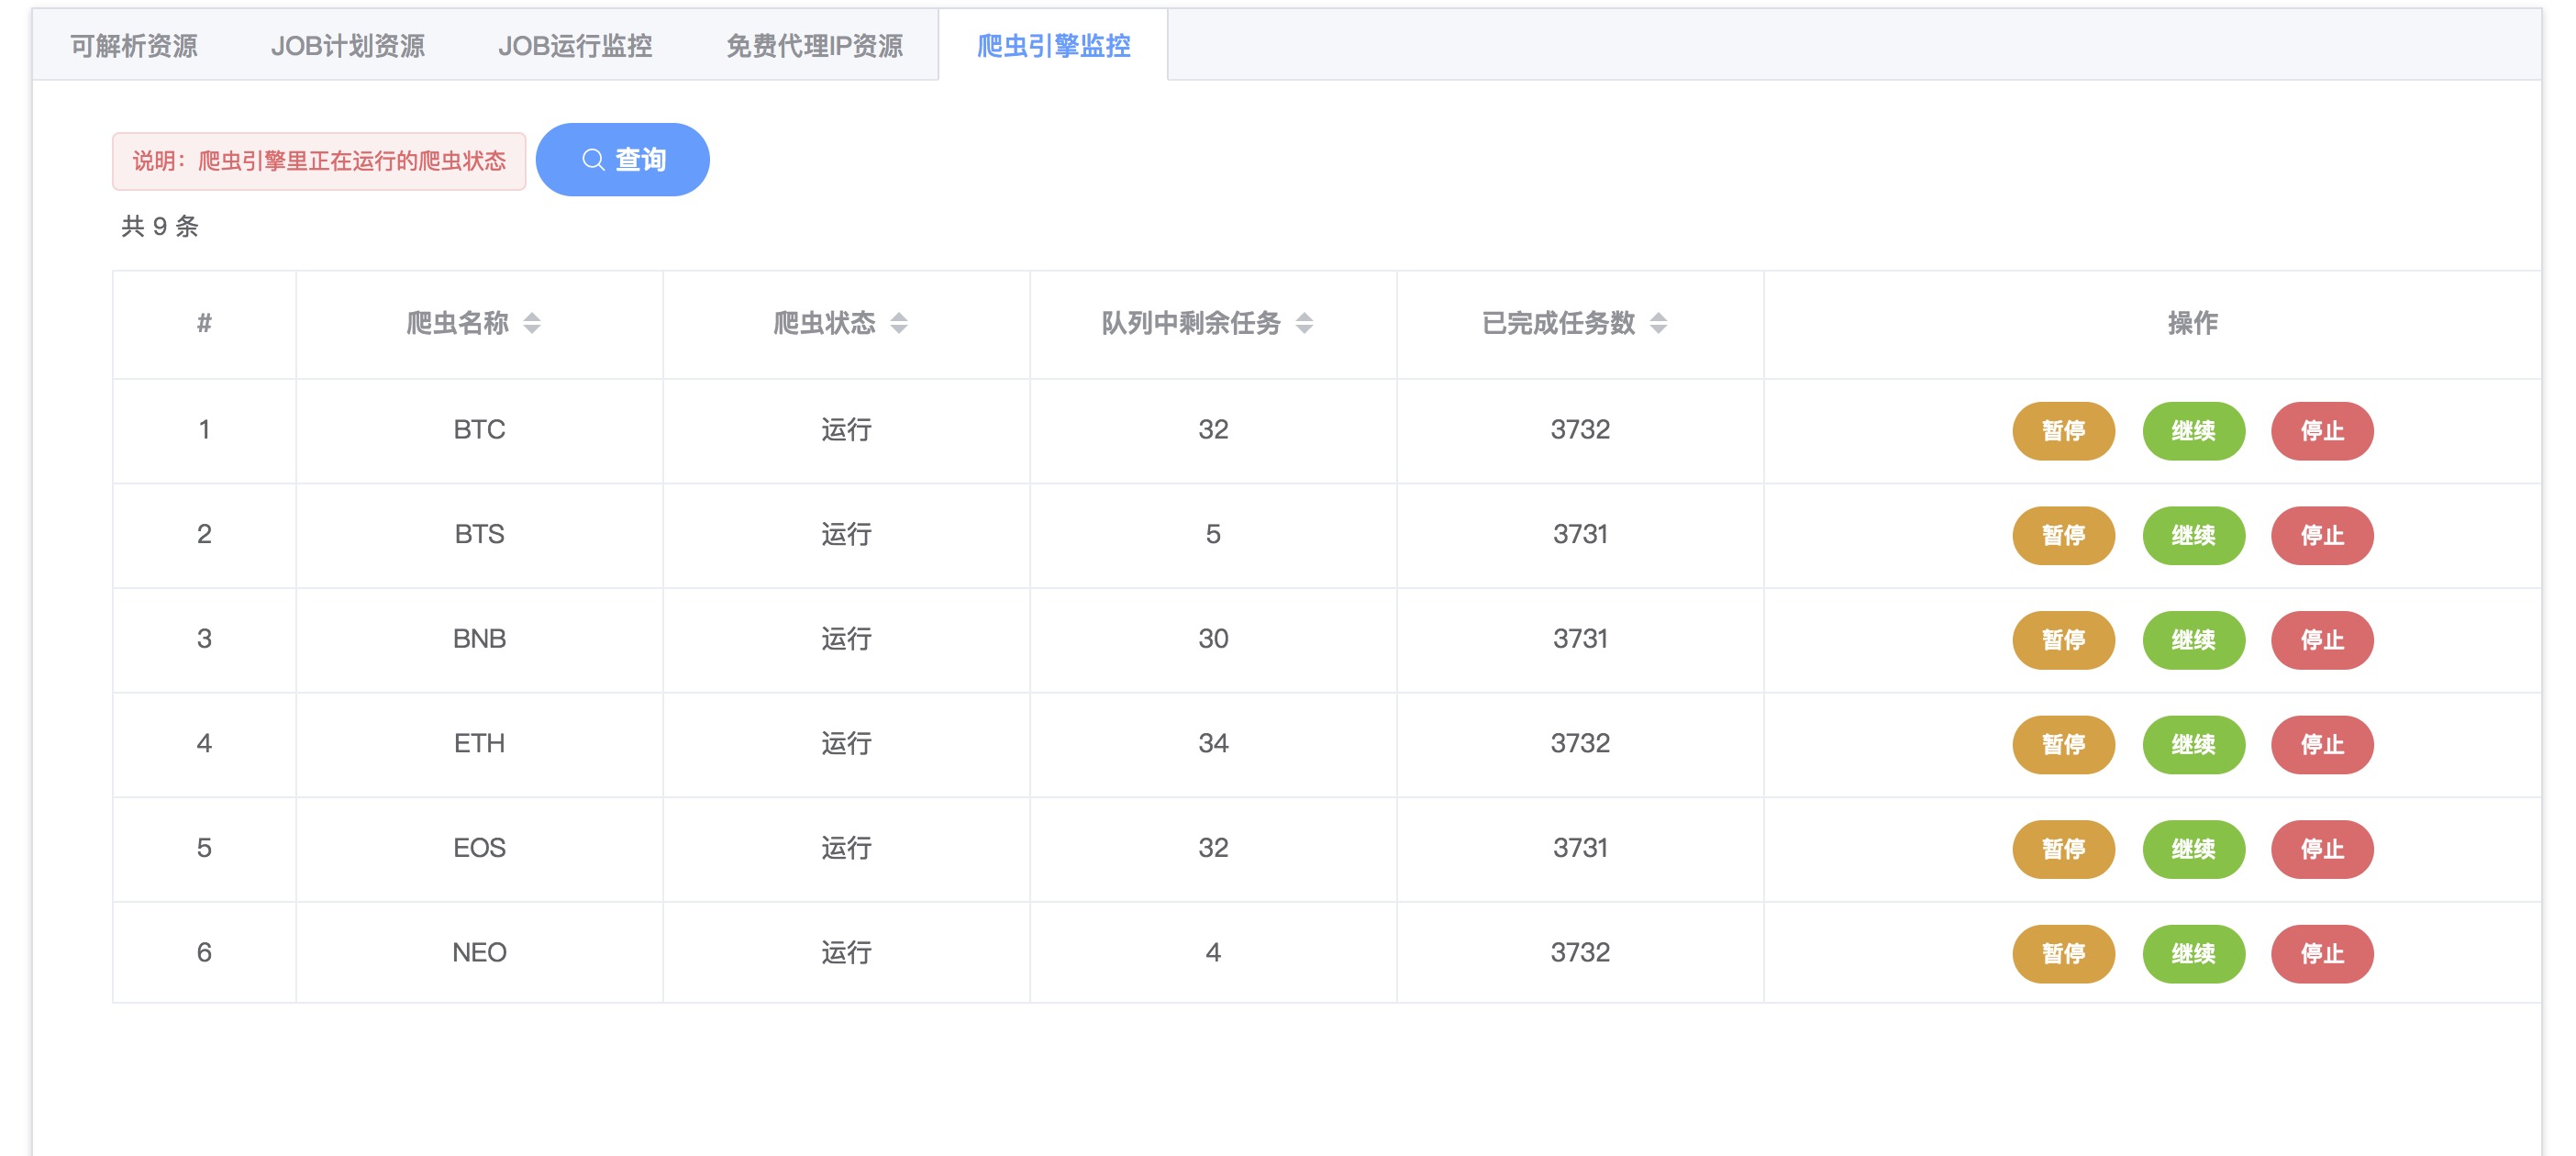 可解析资源 JOB计划资源 JOB运行监控 免费代理IP资源 爬虫引擎监控
说明：爬虫引擎里正在运行的爬虫状态 查询
共 9 条
# 爬虫名称 爬虫状态 队列中剩余任务 已完成任务数 操作
1 BTC 运行 32 3732 暂停 继续 停止
2 BTS 运行 5 3731 暂停 继续 停止
3 BNB 运行 30 3731 暂停 继续 停止
4 ETH 运行 34 3732 暂停 继续 停止
5 EOS 运行 32 3731 暂停 继续 停止
6 NEO 运行 4 3732 暂停 继续 停止